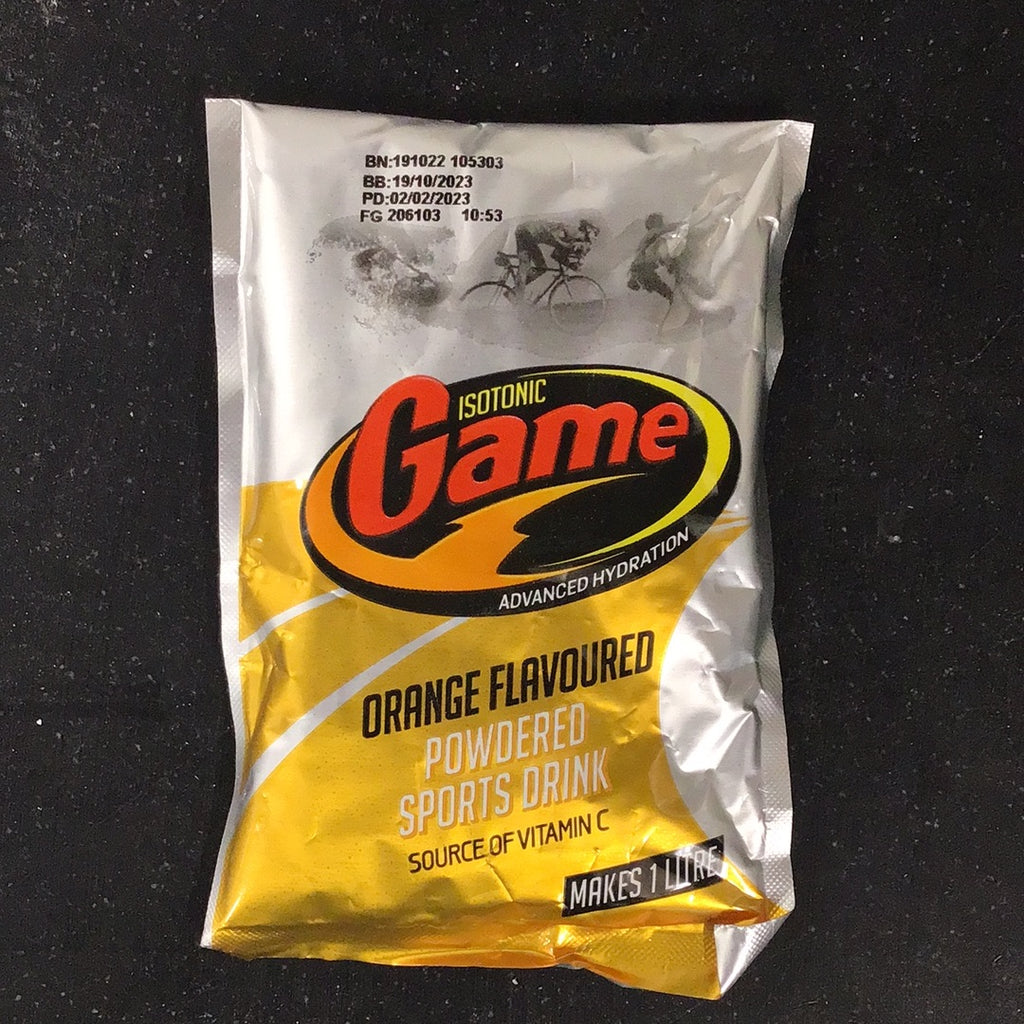 BN:191022 105303
BB:19/10/2023
PD:02/02/2023
FG 206103 10:53
ISOTONIC
Game
ADVANCED HYDRATION
ORANGE FLAVOURED
POWDERED
SPORTS DRINK
SOURCE OF VITAMIN C
MAKES 1 LITRE